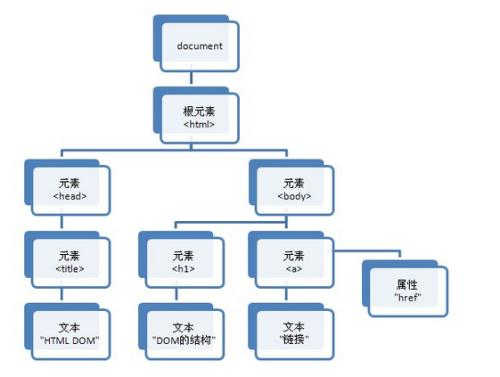 document
根元素
<html>
元素
<head>
元素
<body>
元素
<title>
元素
<h1>
元素
<a>
属性
"href"
文本
"HTML DOM"
文本
"DOM的结构"
文本
"链接"